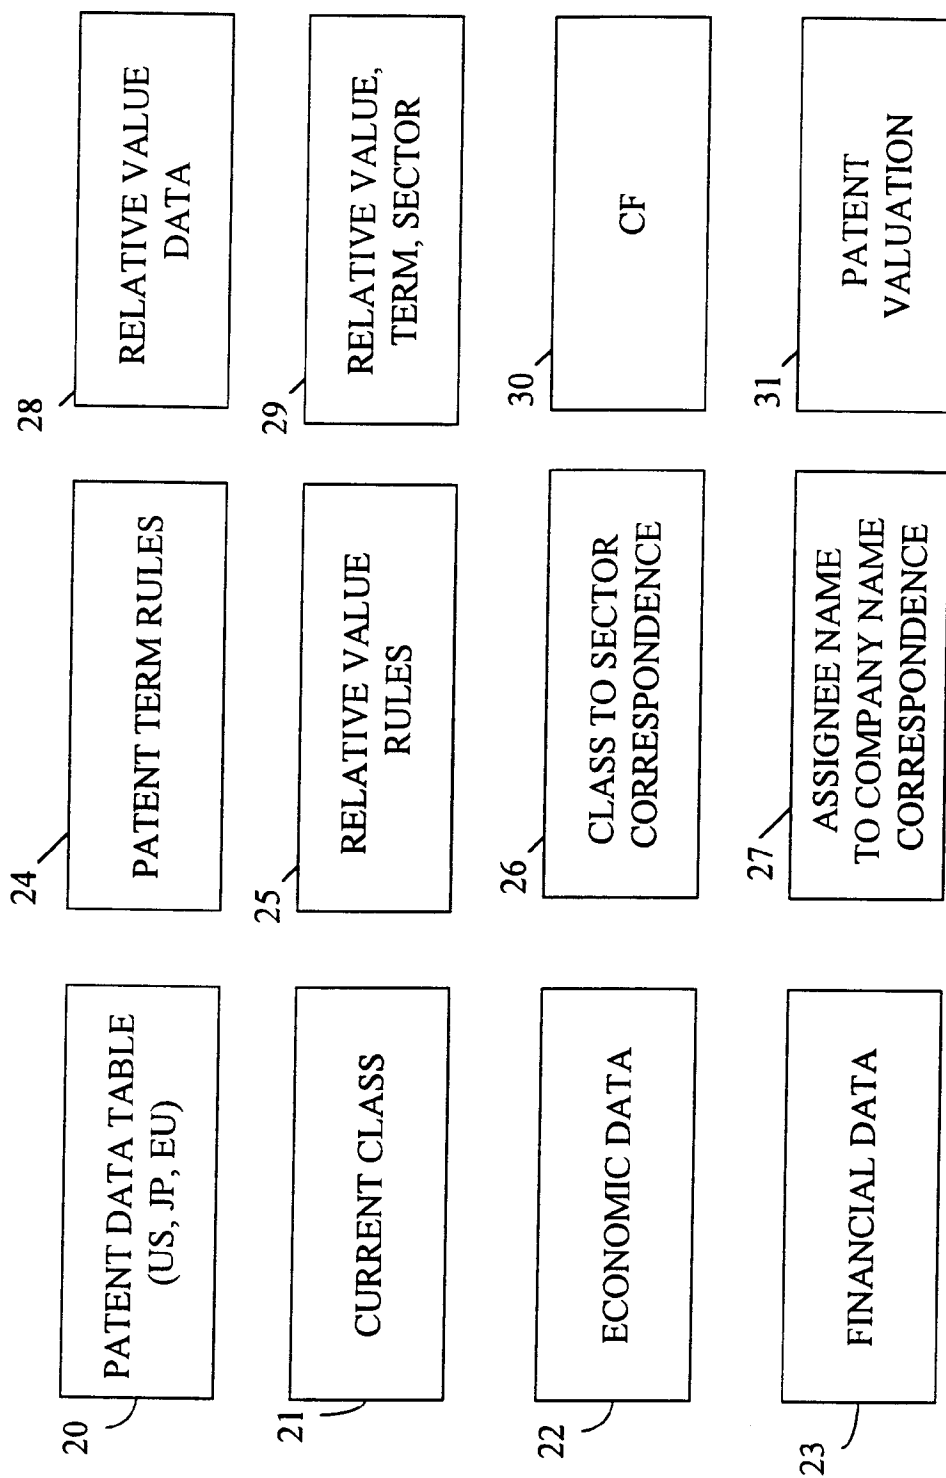 20
PATENT DATA TABLE
(US, JP, EU)
21
CURRENT CLASS
22
ECONOMIC DATA
23
FINANCIAL DATA
24
PATENT TERM RULES
25
RELATIVE VALUE
RULES
26
CLASS TO SECTOR
CORRESPONDENCE
27
ASSIGNEE NAME
TO COMPANY NAME
CORRESPONDENCE
28
RELATIVE VALUE
DATA
29
RELATIVE VALUE,
TERM, SECTOR
30
CF
31
PATENT
VALUATION